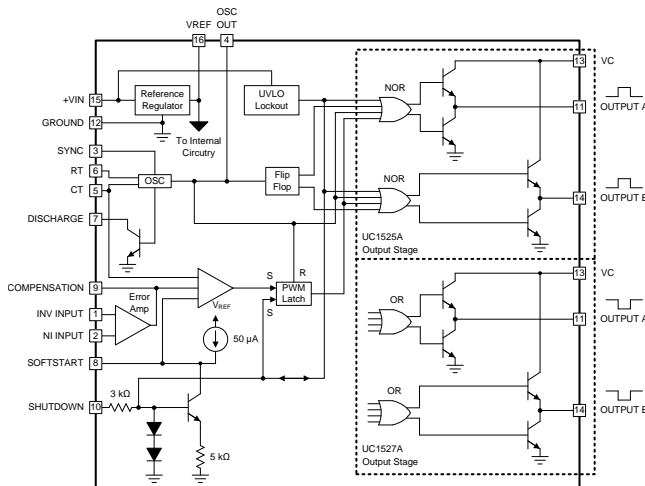 OSC
OUT
VREF
16
4
13
VC
+VIN
15
Reference
Regulator
UVLO
Lockout
NOR
11
OUTPUT A
GROUND
12
To Internal
Circuitry
SYNC
3
RT
6
OSC
CT
5
Flip
Flop
NOR
14
OUTPUT B
DISCHARGE
7
UC1525A
Output Stage
COMPENSATION
9
Error
Amp
S
R
PWM
Latch
S
VREF
50 µA
INV INPUT
1
NI INPUT
2
SOFTSTART
8
13
VC
OR
11
OUTPUT A
SHUTDOWN
10
3 kΩ
5 kΩ
OR
14
OUTPUT B
UC1527A
Output Stage